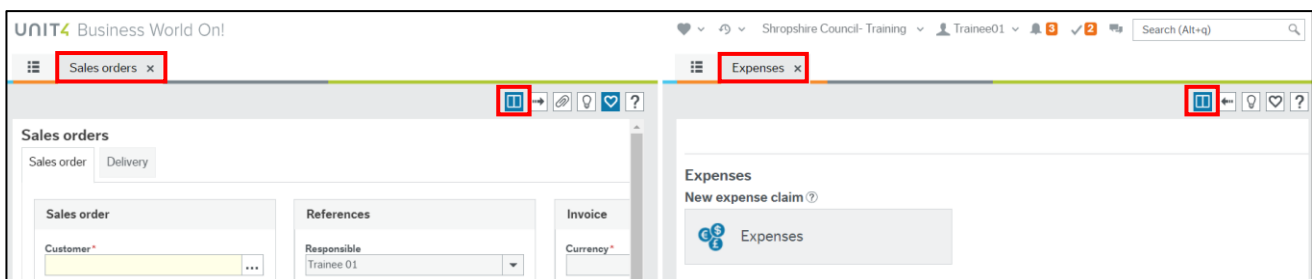 UNIT4 Business World On!
Shropshire Council- Training Trainee01 3 2 Search (Alt+q)
Sales orders ×
Expenses ×
?
?
Sales orders
Sales order Delivery
Sales order
References
Invoice
Customer*
...
Responsible
Trainee 01
Currency*
Expenses
New expense claim ?
€ $ £ Expenses